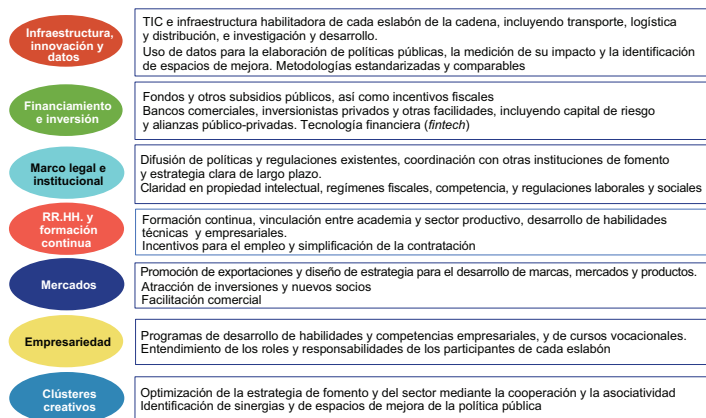 Infraestructura,
innovación y
datos
TIC e infraestructura habilitadora de cada eslabón de la cadena, incluyendo transporte, logística
y distribución, e investigación y desarrollo.
Uso de datos para la elaboración de políticas públicas, la medición de su impacto y la identificación
de espacios de mejora. Metodologías estandarizadas y comparables
Financiamiento
e inversión
Fondos y otros subsidios públicos, así como incentivos fiscales
Bancos comerciales, inversionistas privados y otras facilidades, incluyendo capital de riesgo
y alianzas público-privadas. Tecnología financiera (fintech)
Marco legal e
institucional
Difusión de políticas y regulaciones existentes, coordinación con otras instituciones de fomento
y estrategia clara de largo plazo.
Claridad en propiedad intelectual, regímenes fiscales, competencia, y regulaciones laborales y sociales
RR.HH. y
formación
continua
Formación continua, vinculación entre academia y sector productivo, desarrollo de habilidades
técnicas y empresariales.
Incentivos para el empleo y simplificación de la contratación
Mercados
Promoción de exportaciones y diseño de estrategia para el desarrollo de marcas, mercados y productos.
Atracción de inversiones y nuevos socios
Facilitación comercial
Empresariedad
Programas de desarrollo de habilidades y competencias empresariales, y de cursos vocacionales.
Entendimiento de los roles y responsabilidades de los participantes de cada eslabón
Clústeres
creativos
Optimización de la estrategia de fomento y del sector mediante la cooperación y la asociatividad
Identificación de sinergias y de espacios de mejora de la política pública